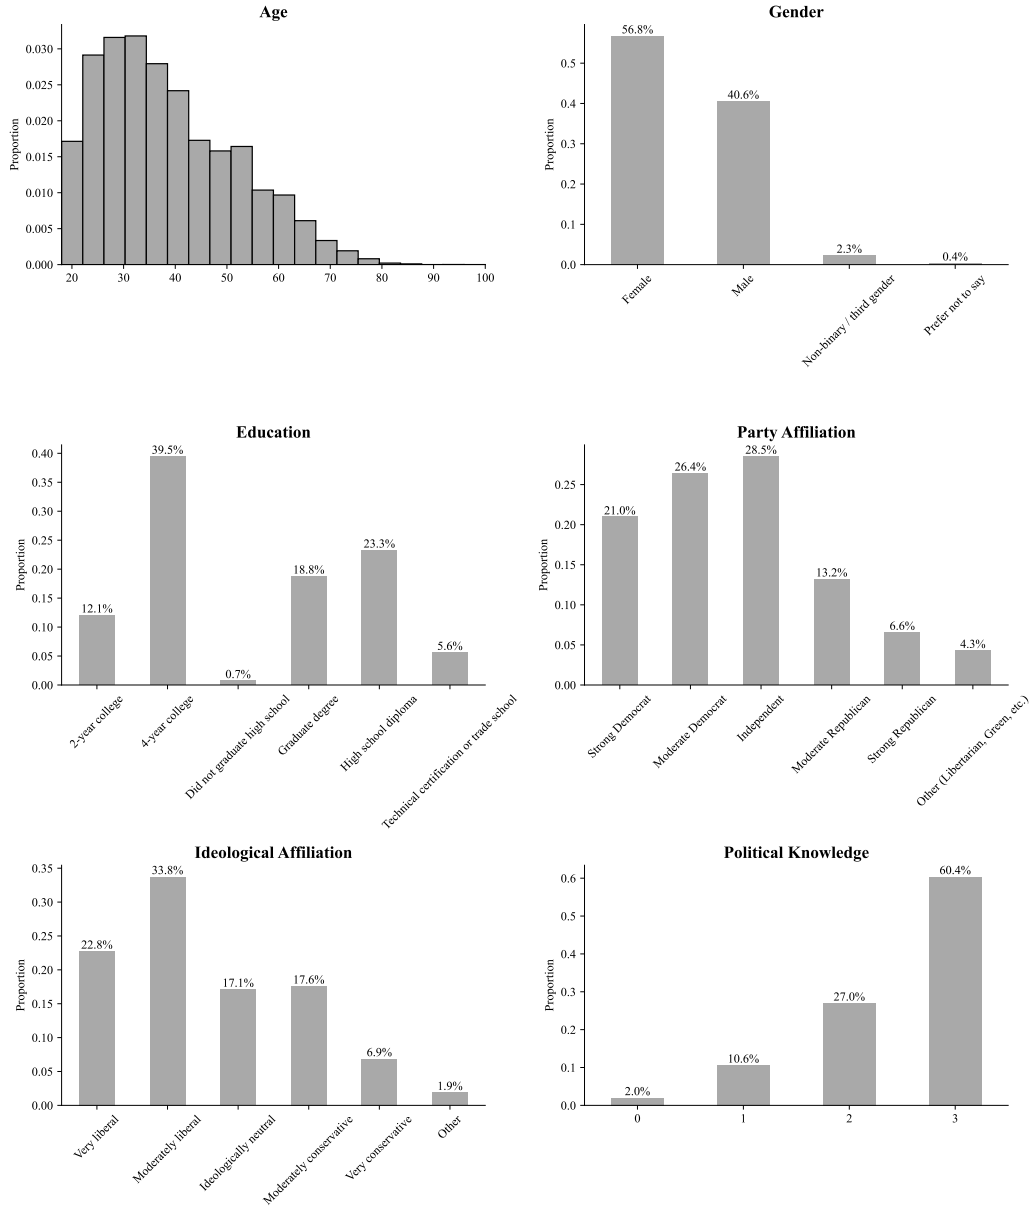 Age
Proportion
0.030
0.025
0.020
0.015
0.010
0.005
0.000
20 30 40 50 60 70 80 90 100
Gender
Proportion
0.5
0.4
0.3
0.2
0.1
0.0
56.8%
40.6%
2.3%
0.4%
Female
Male
Non-binary / third gender
Prefer not to say
Education
Proportion
0.40
0.35
0.30
0.25
0.20
0.15
0.10
0.05
0.00
12.1%
39.5%
0.7%
18.8%
23.3%
5.6%
2-year college
4-year college
Did not graduate high school
Graduate degree
High school diploma
Technical certification or trade school
Party Affiliation
Proportion
0.25
0.20
0.15
0.10
0.05
0.00
21.0%
26.4%
28.5%
13.2%
6.6%
4.3%
Strong Democrat
Moderate Democrat
Independent
Moderate Republican
Strong Republican
Other (Libertarian, Green, etc.)
Ideological Affiliation
Proportion
0.35
0.30
0.25
0.20
0.15
0.10
0.05
0.00
22.8%
33.8%
17.1%
17.6%
6.9%
1.9%
Very liberal
Moderately liberal
Ideologically neutral
Moderately conservative
Very conservative
Other
Political Knowledge
Proportion
0.6
0.5
0.4
0.3
0.2
0.1
0.0
2.0%
10.6%
27.0%
60.4%
0 1 2 3